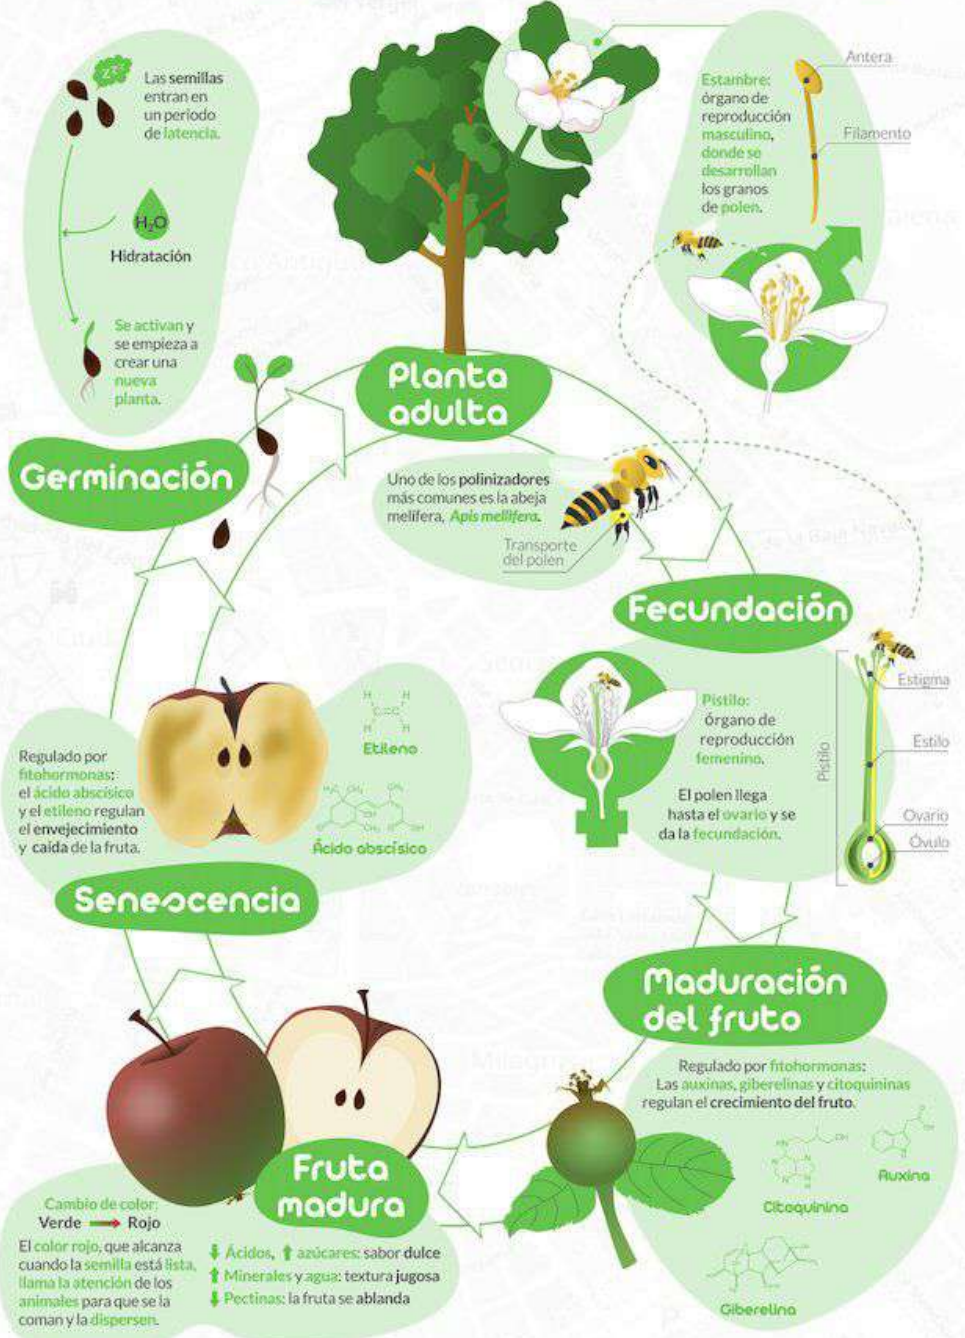 Las semillas
entran en
un periodo
de latencia.
H₂O
Hidratación
Se activan y
se empieza a
crear una
nueva
planta.
Germinación
Planta
adulta
Estambre:
órgano de
reproducción
masculino,
donde se
desarrollan
los granos
de polen.
Antera
Filamento
Uno de los polinizadores
más comunes es la abeja
melífera, Apis mellifera.
Transporte
del polen
Fecundación
Pistilo:
órgano de
reproducción
femenino.
El polen llega
hasta el ovario y se
da la fecundación.
Pistilo
Estigma
Estilo
Ovario
Óvulo
Maduración
del fruto
Regulado por fitohormonas:
Las auxinas, giberelinas y citoquininas
regulan el crecimiento del fruto.
Citoquinina
Auxina
Giberelina
Fruta
madura
Cambio de color:
Verde Rojo
El color rojo, que alcanza
cuando la semilla está lista,
llama la atención de los
animales para que se la
coman y la dispersen.
Ácidos, azúcares: sabor dulce
Minerales y agua: textura jugosa
Pectinas: la fruta se ablanda
Senescencia
Regulado por
fitohormonas:
el ácido abscísico
y el etileno regulan
el envejecimiento
y caída de la fruta.
H H
C=C
H H
Etileno
Ácido abscísico